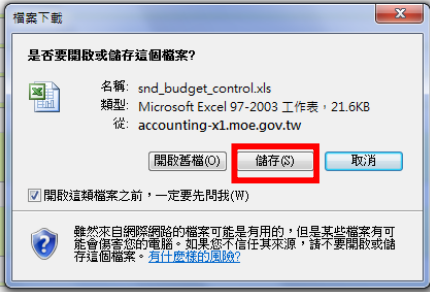 檔案下載
是否要開啟或儲存這個檔案?
名稱: snd_budget_control.xls
類型: Microsoft Excel 97-2003 工作表，21.6KB
從: accounting-x1.moe.gov.tw
開啟舊檔(O) 儲存(S) 取消
開啟這類檔案之前，一定要先問我(W)
雖然來自網際網路的檔案可能是有用的，但是某些檔案有可
能會傷害您的電腦。如果您不信任其來源，請不要開啟或儲
存這個檔案。有什麼樣的風險?